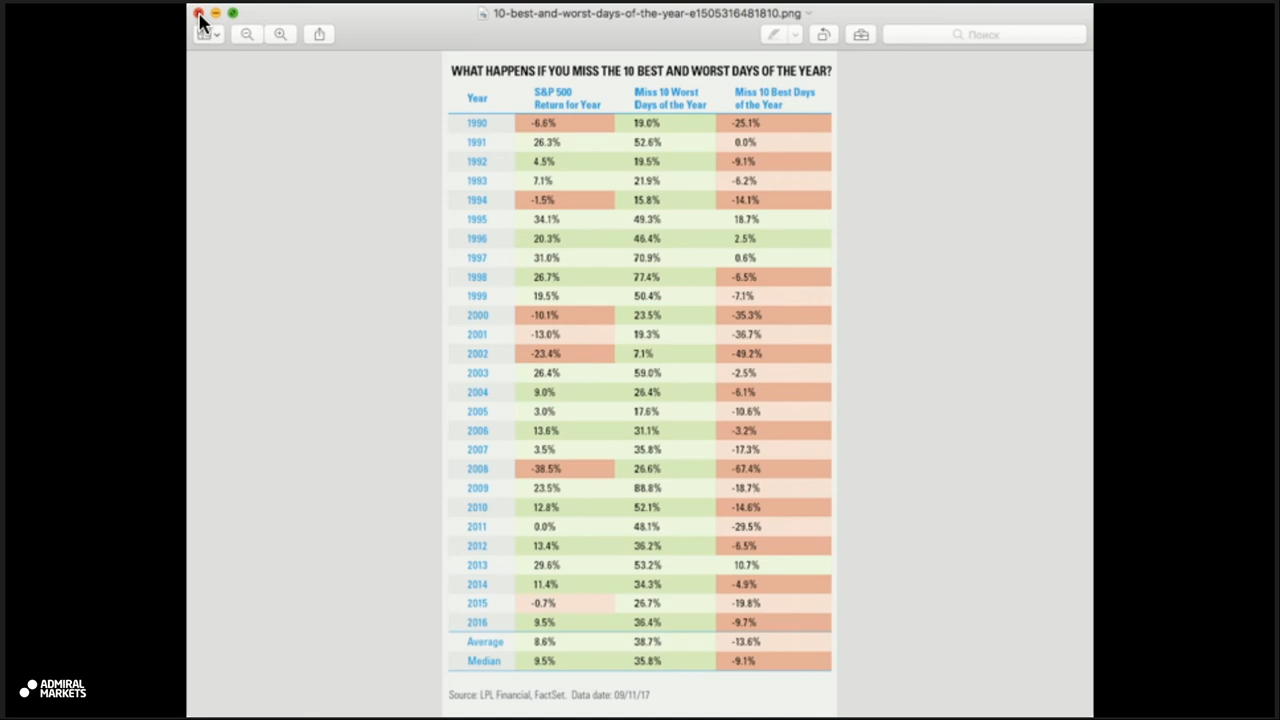 10-best-and-worst-days-of-the-year-e1505316481810.png
Поиск
WHAT HAPPENS IF YOU MISS THE 10 BEST AND WORST DAYS OF THE YEAR?
Year S&P 500 Return for Year Miss 10 Worst Days of the Year Miss 10 Best Days of the Year
1990 -6.6% 19.0% -25.1%
1991 26.3% 52.6% 0.0%
1992 4.5% 19.5% -9.1%
1993 7.1% 21.9% -6.2%
1994 -1.5% 15.8% -14.1%
1995 34.1% 49.3% 18.7%
1996 20.3% 46.4% 2.5%
1997 31.0% 70.9% 0.6%
1998 26.7% 77.4% -6.5%
1999 19.5% 50.4% -7.1%
2000 -10.1% 23.5% -35.3%
2001 -13.0% 19.3% -36.7%
2002 -23.4% 7.1% -49.2%
2003 26.4% 59.0% -2.5%
2004 9.0% 26.4% -6.1%
2005 3.0% 17.6% -10.6%
2006 13.6% 31.1% -3.2%
2007 3.5% 35.8% -17.3%
2008 -38.5% 26.6% -67.4%
2009 23.5% 88.8% -18.7%
2010 12.8% 52.1% -14.6%
2011 0.0% 48.1% -29.5%
2012 13.4% 36.2% -6.5%
2013 29.6% 53.2% 10.7%
2014 11.4% 34.3% -4.9%
2015 -0.7% 26.7% -19.8%
2016 9.5% 36.4% -9.7%
Average 8.6% 38.7% -13.6%
Median 9.5% 35.8% -9.1%
Source: LPL Financial, FactSet. Data date: 09/11/17
ADMIRAL
MARKETS